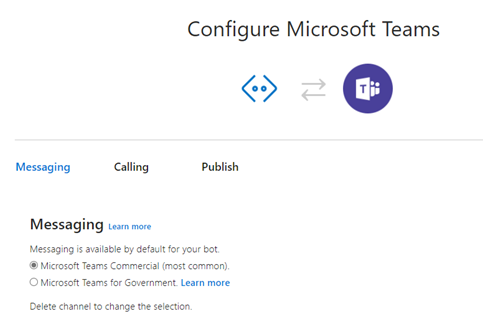 Configure Microsoft Teams
T
Messaging Calling Publish
Messaging Learn more
Messaging is available by default for your bot.
Microsoft Teams Commercial (most common).
Microsoft Teams for Government. Learn more
Delete channel to change the selection.